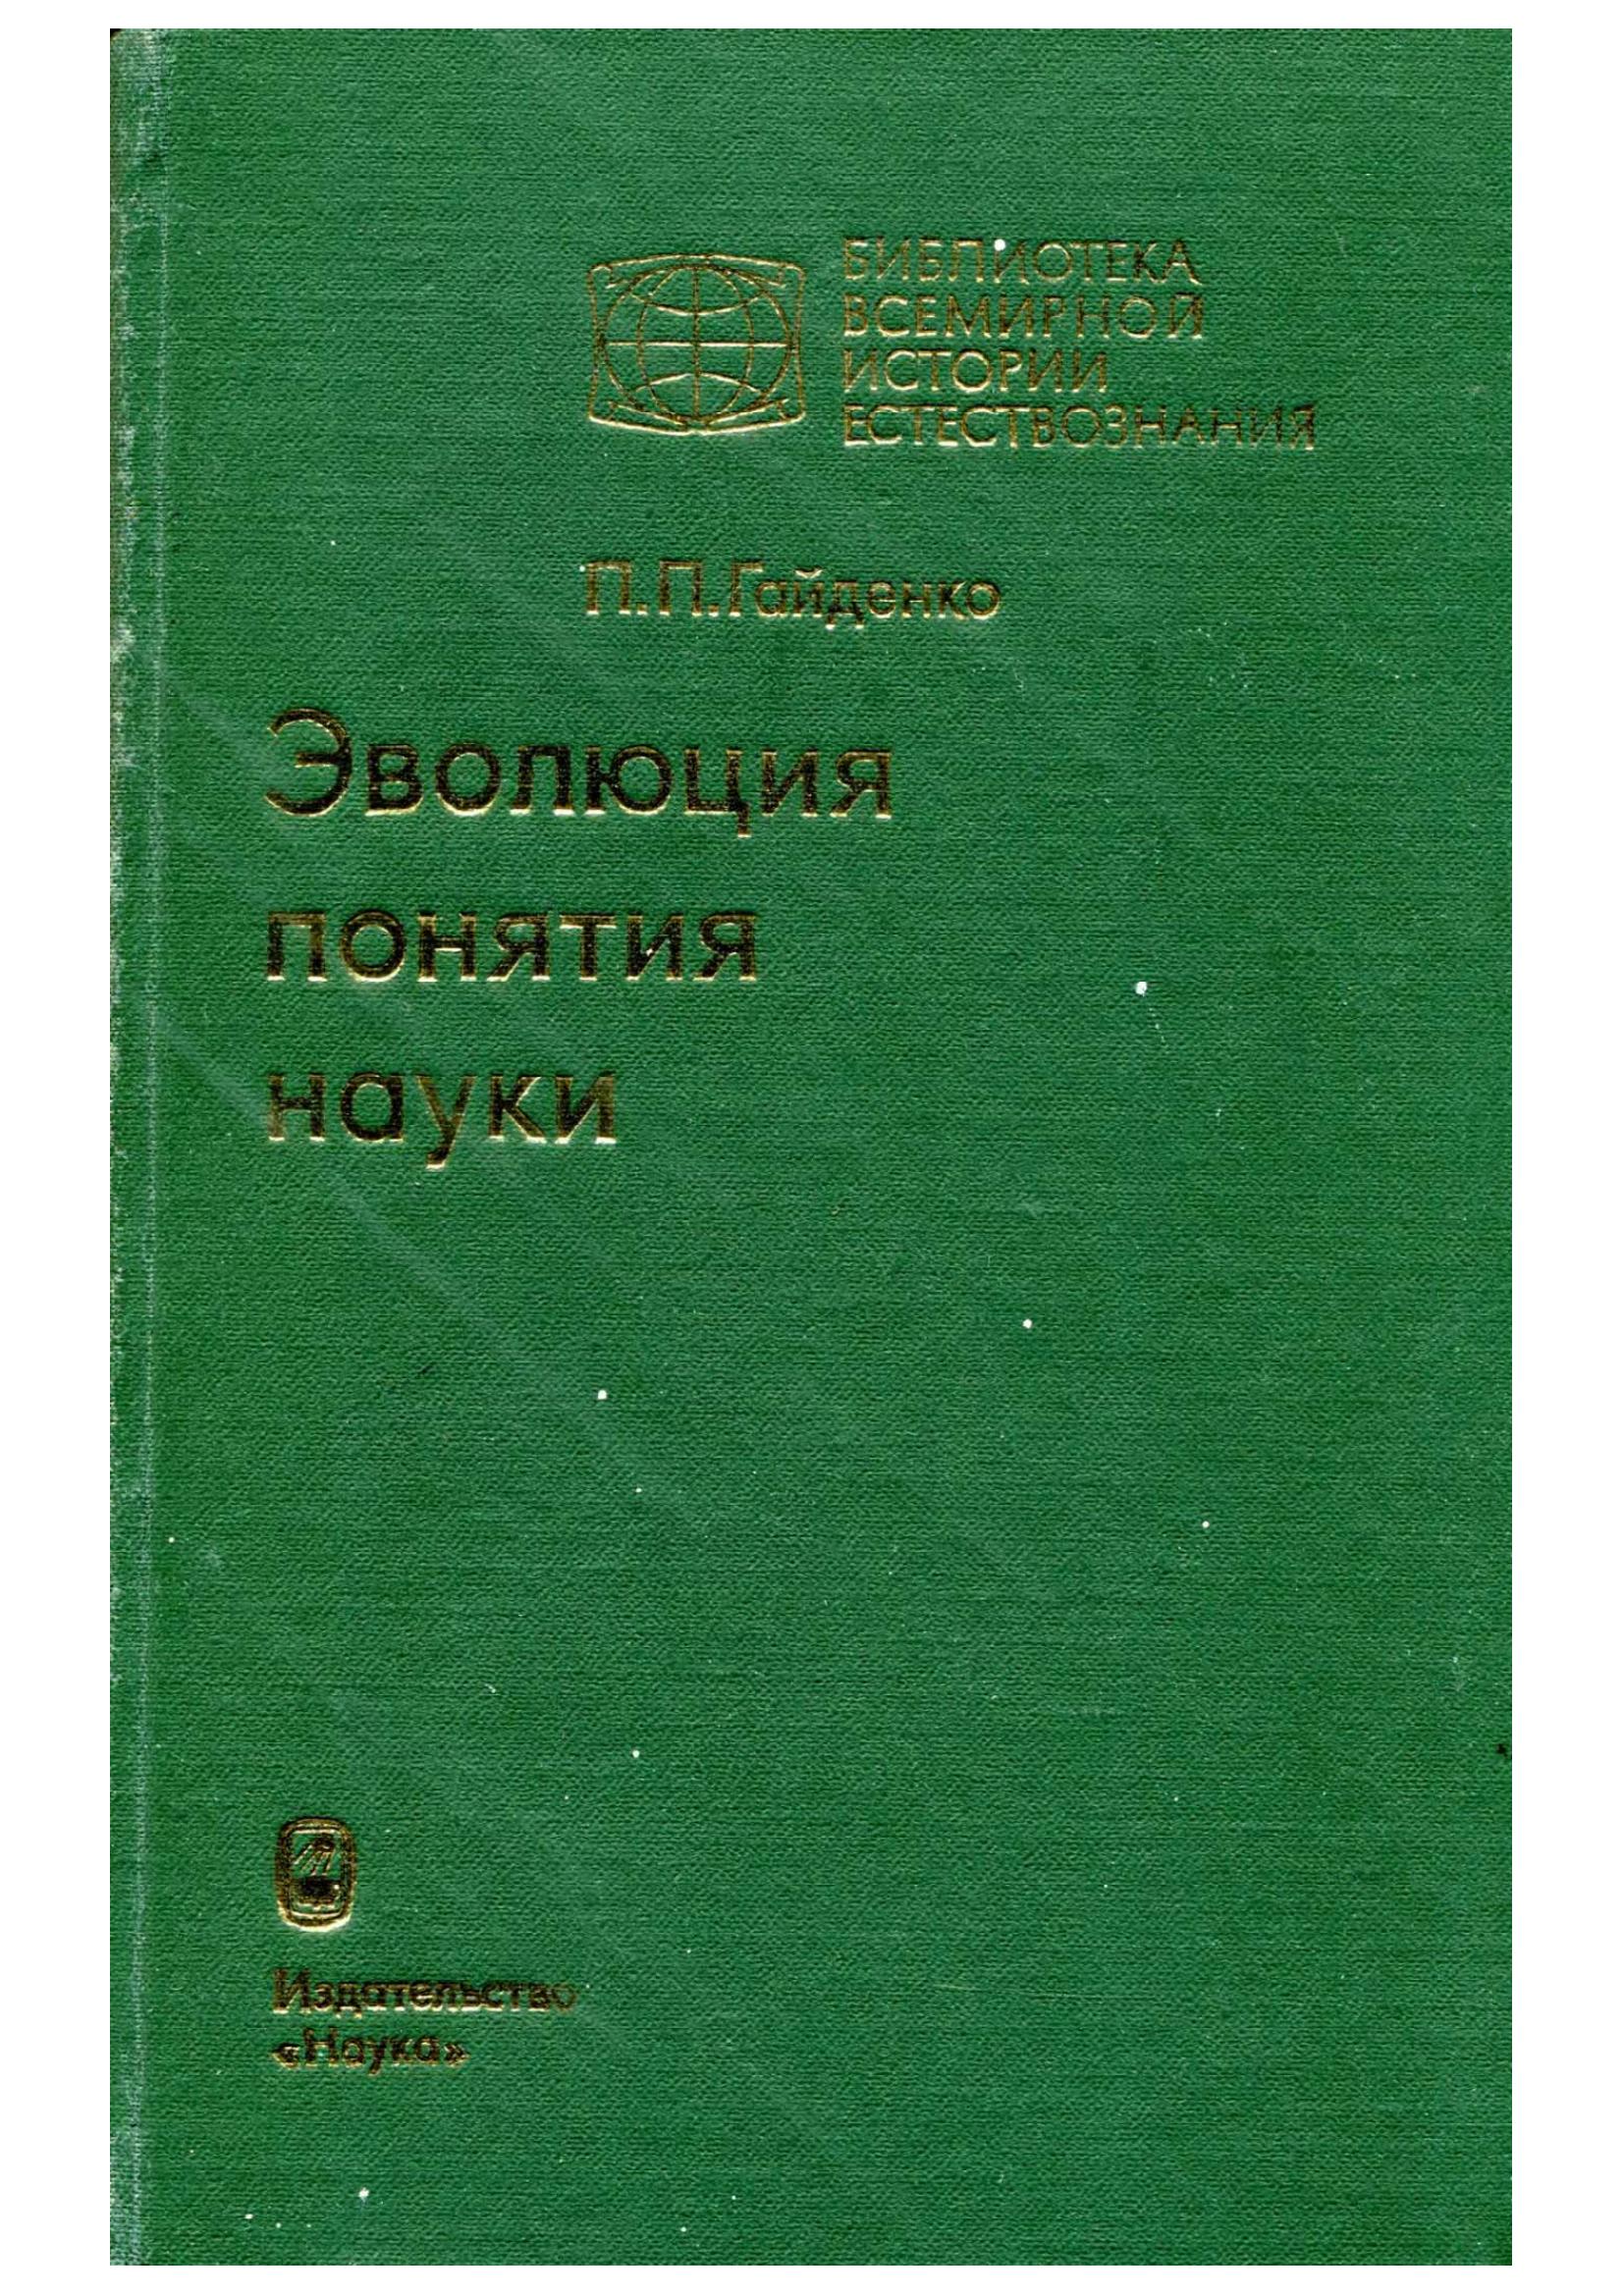 БИБЛИОТЕКА
ВСЕМИРНОЙ
ИСТОРИИ
ЕСТЕСТВОЗНАНИЯ
П.П.Гайденко
Эволюция
понятия
науки
Издательство
«Наука»